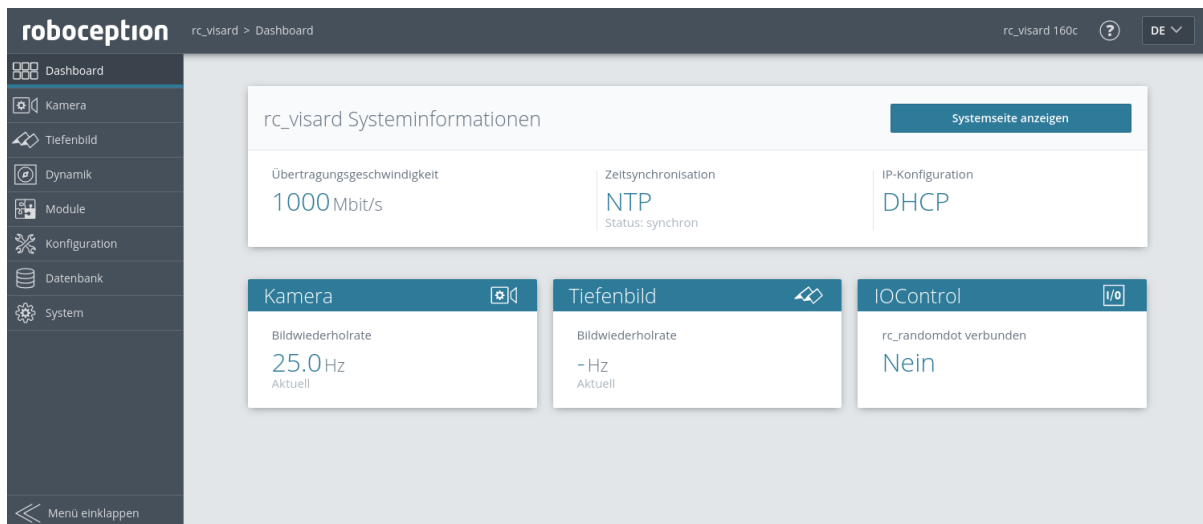 roboception
rc_visard > Dashboard
rc_visard 160c
?
DE
Dashboard
Kamera
Tiefenbild
Dynamik
Module
Konfiguration
Datenbank
System
Menü einklappen
rc_visard Systeminformationen
Systemseite anzeigen
Übertragungsgeschwindigkeit
1000 Mbit/s
Zeitsynchronisation
NTP
Status: synchron
IP-Konfiguration
DHCP
Kamera
Bildwiederholrate
25.0 Hz
Aktuell
Tiefenbild
Bildwiederholrate
- Hz
Aktuell
IOControl
I/O
rc_randomdot verbunden
Nein